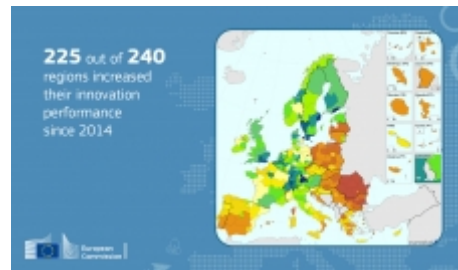 225 out of 240
regions increased
their innovation
performance
since 2014
European
Commission